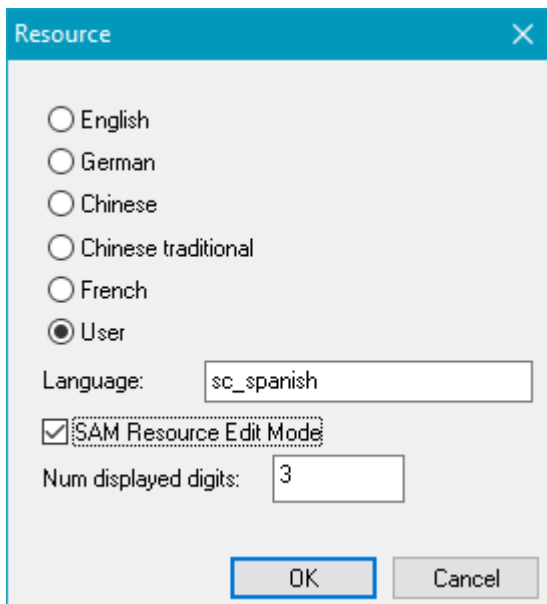 Resource
English
German
Chinese
Chinese traditional
French
User
Language: sc_spanish
SAM Resource Edit Mode
Num displayed digits: 3
OK Cancel